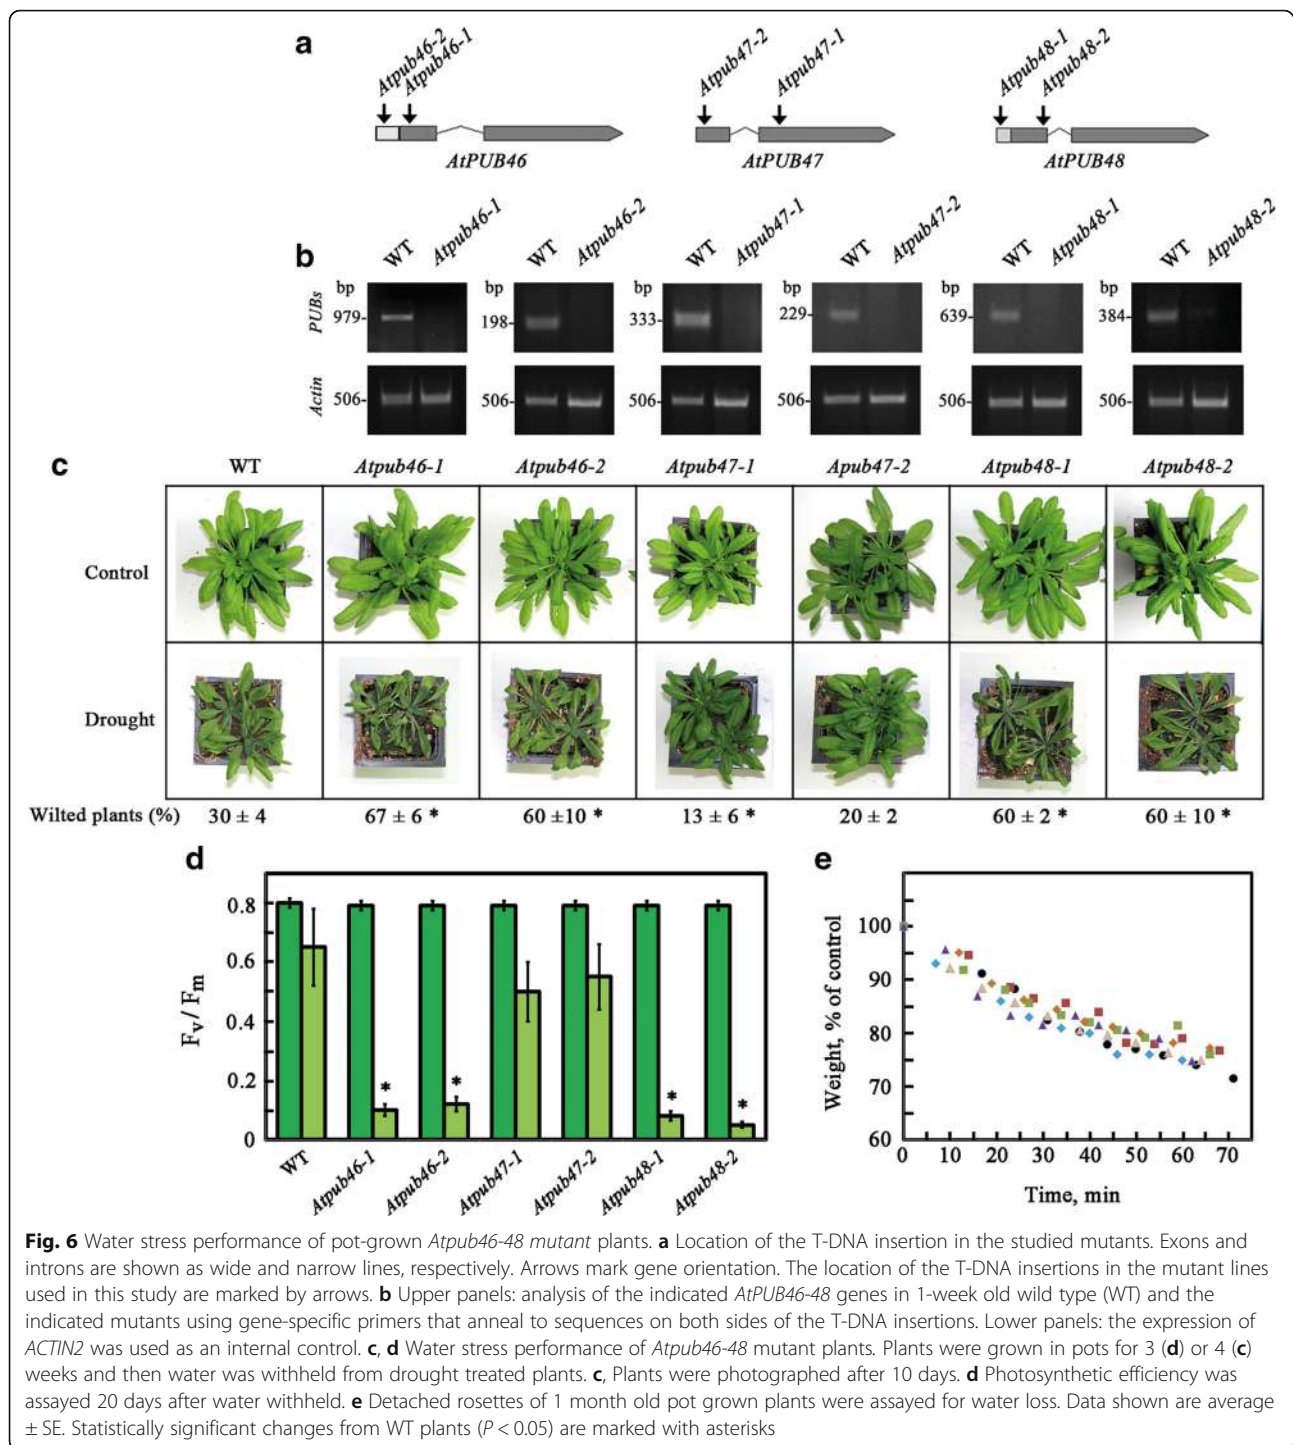 a
Atpub46-2
Atpub46-1
Atpub47-2
Atpub47-1
Atpub48-1
Atpub48-2
AtPUB46
AtPUB47
AtPUB48
b
WT Atpub46-1 WT Atpub46-2 WT Atpub47-1 WT Atpub47-2 WT Atpub48-1 WT Atpub48-2
PUBs
bp bp bp bp bp bp
979- 198- 333- 229- 639- 384-
Actin
506- 506- 506- 506- 506- 506-
c
WT Atpub46-1 Atpub46-2 Atpub47-1 Apub47-2 Atpub48-1 Atpub48-2
Control
Drought
Wilted plants (%) 30 ± 4 67 ± 6 * 60 ±10 * 13 ± 6 * 20 ± 2 60 ± 2 * 60 ± 10 *
d
Fv / Fm
0.8
0.6
0.4
0.2
0
* * * *
WT Atpub46-1 Atpub46-2 Atpub47-1 Atpub47-2 Atpub48-1 Atpub48-2
e
Weight, % of control
100
90
80
70
60
0 10 20 30 40 50 60 70
Time, min
Fig. 6 Water stress performance of pot-grown Atpub46-48 mutant plants. a Location of the T-DNA insertion in the studied mutants. Exons and
introns are shown as wide and narrow lines, respectively. Arrows mark gene orientation. The location of the T-DNA insertions in the mutant lines
used in this study are marked by arrows. b Upper panels: analysis of the indicated AtPUB46-48 genes in 1-week old wild type (WT) and the
indicated mutants using gene-specific primers that anneal to sequences on both sides of the T-DNA insertions. Lower panels: the expression of
ACTIN2 was used as an internal control. c, d Water stress performance of Atpub46-48 mutant plants. Plants were grown in pots for 3 (d) or 4 (c)
weeks and then water was withheld from drought treated plants. c, Plants were photographed after 10 days. d Photosynthetic efficiency was
assayed 20 days after water withheld. e Detached rosettes of 1 month old pot grown plants were assayed for water loss. Data shown are average
± SE. Statistically significant changes from WT plants (P < 0.05) are marked with asterisks